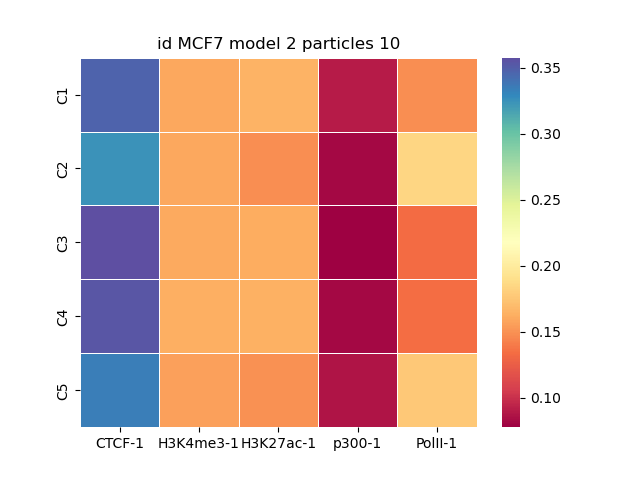 id MCF7 model 2 particles 10
C1
C2
C3
C4
C5
CTCF-1 H3K4me3-1 H3K27ac-1 p300-1 PolII-1
0.35
0.30
0.25
0.20
0.15
0.10